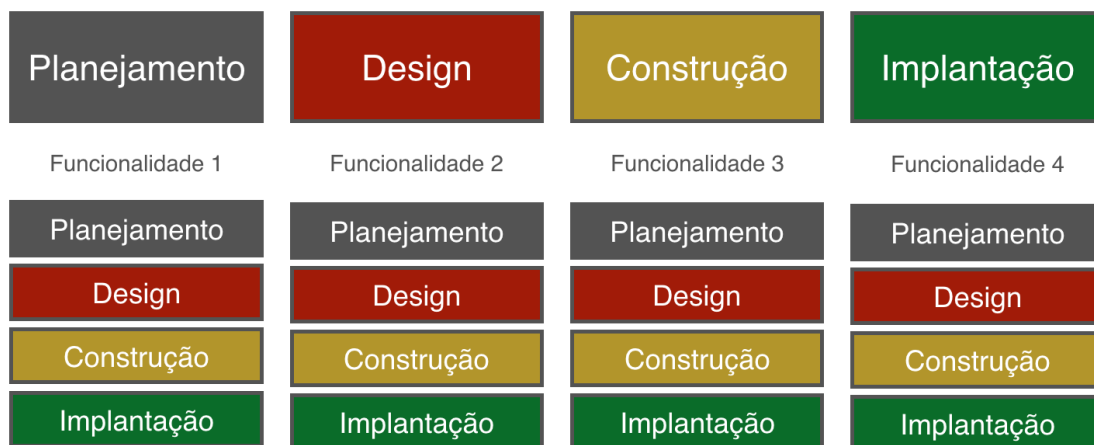 Planejamento
Design
Construção
Implantação
Funcionalidade 1
Funcionalidade 2
Funcionalidade 3
Funcionalidade 4
Planejamento
Planejamento
Planejamento
Planejamento
Design
Design
Design
Design
Construção
Construção
Construção
Construção
Implantação
Implantação
Implantação
Implantação